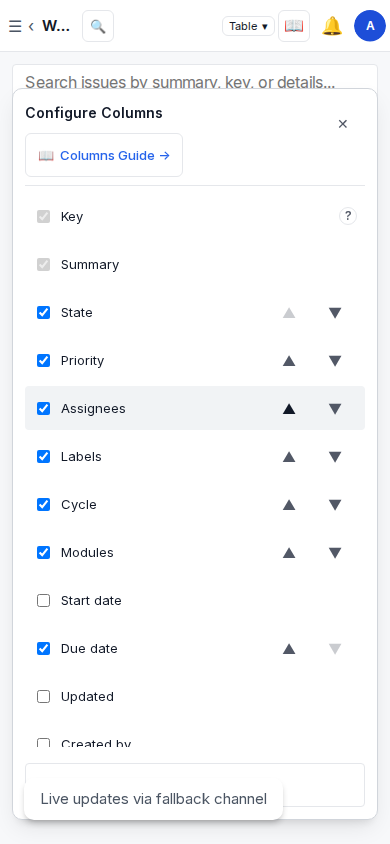 W...
Table
A
Search issues by summary, key, or details...
Configure Columns
Columns Guide →
Key
?
Summary
State
Priority
Assignees
Labels
Cycle
Modules
Start date
Due date
Updated
Created by
Live updates via fallback channel